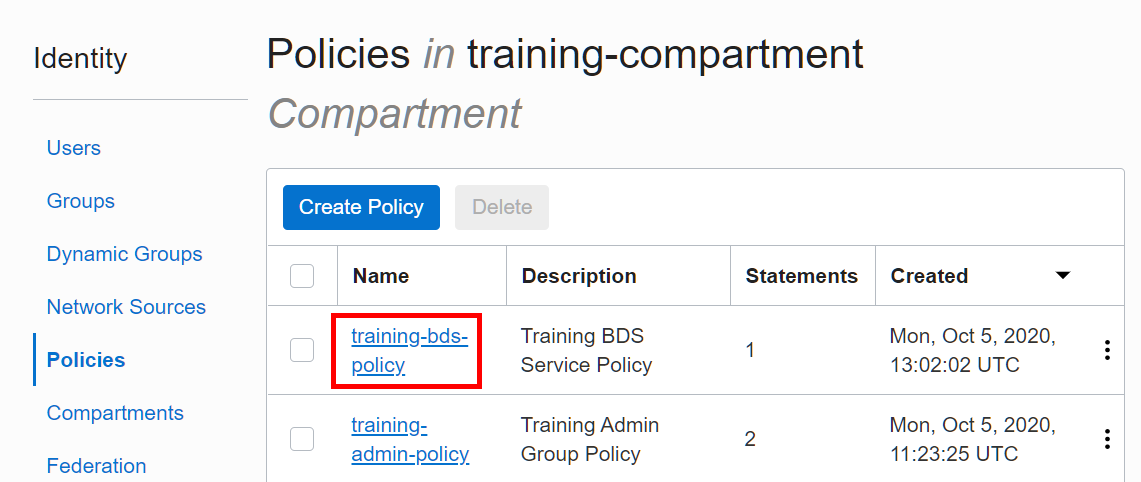 Identity
Users
Groups
Dynamic Groups
Network Sources
Policies
Compartments
Federation
Policies in training-compartment
Compartment
Create Policy
Delete
Name
Description
Statements
Created
training-bds-
policy
Training BDS
Service Policy
1
Mon, Oct 5, 2020,
13:02:02 UTC
training-
admin-policy
Training Admin
Group Policy
2
Mon, Oct 5, 2020,
11:23:25 UTC